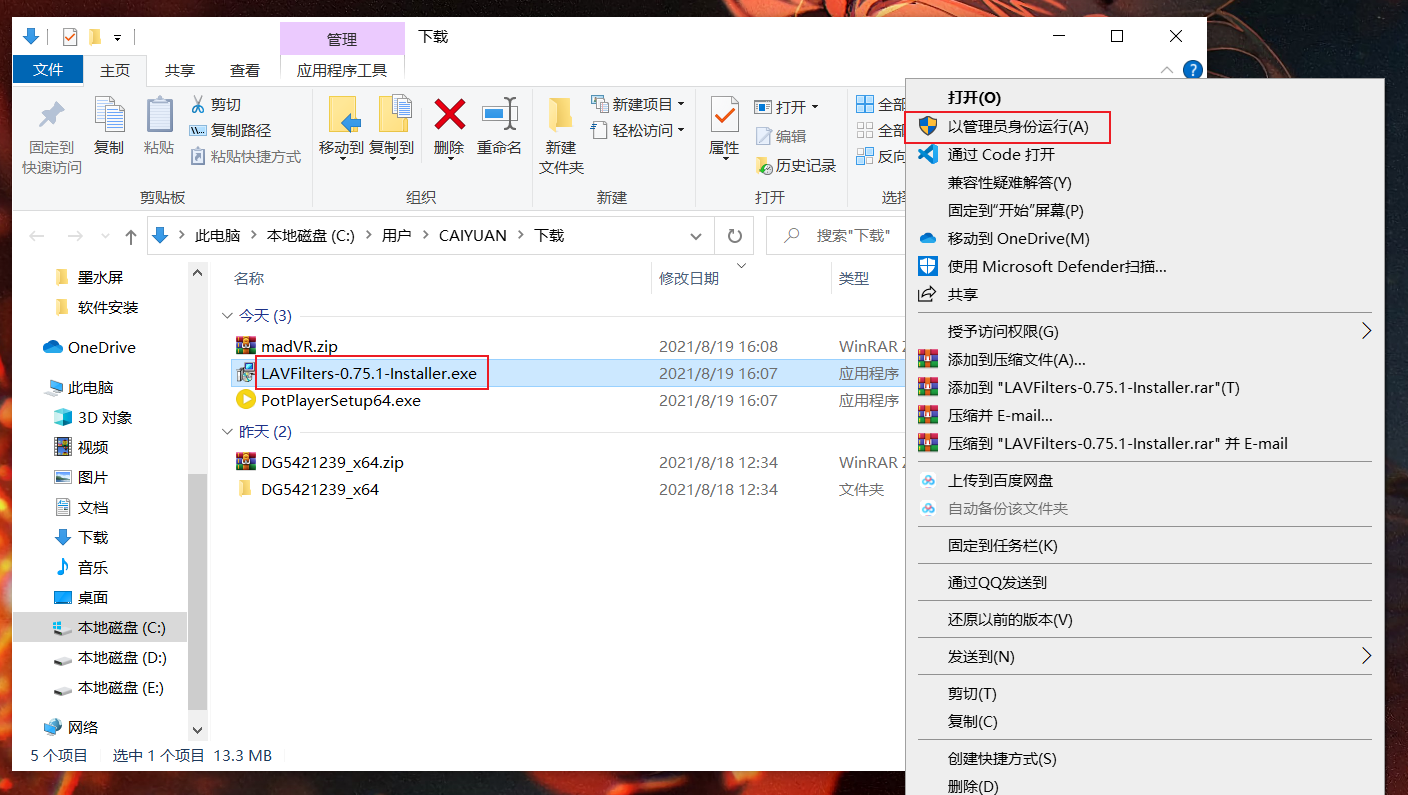 管理
下载
文件
主页
共享
查看
应用程序工具
固定到
快速访问
复制
粘贴
剪切
复制路径
粘贴快捷方式
剪贴板
移动到
复制到
删除
重命名
组织
新建
文件夹
新建项目
轻松访问
新建
属性
打开
编辑
历史记录
打开
全部
全部
反向
选择
此电脑
本地磁盘 (C:)
用户
CAIYUAN
下载
搜索"下载"
墨水屏
软件安装
OneDrive
此电脑
3D 对象
视频
图片
文档
下载
音乐
桌面
本地磁盘 (C:)
本地磁盘 (D:)
本地磁盘 (E:)
网络
名称
修改日期
类型
今天 (3)
madVR.zip
2021/8/19 16:08
WinRAR Z
LAVFilters-0.75.1-Installer.exe
2021/8/19 16:07
应用程序
PotPlayerSetup64.exe
2021/8/19 16:07
应用程序
昨天 (2)
DG5421239_x64.zip
2021/8/18 12:34
WinRAR Z
DG5421239_x64
2021/8/18 12:34
文件夹
5 个项目
选中 1 个项目 13.3 MB
打开(O)
以管理员身份运行(A)
通过 Code 打开
兼容性疑难解答(Y)
固定到"开始"屏幕(P)
移动到 OneDrive(M)
使用 Microsoft Defender扫描...
共享
授予访问权限(G)
添加到压缩文件(A)...
添加到 "LAVFilters-0.75.1-Installer.rar"(T)
压缩并 E-mail...
压缩到 "LAVFilters-0.75.1-Installer.rar" 并 E-mail
上传到百度网盘
自动备份该文件夹
固定到任务栏(K)
通过QQ发送到
还原以前的版本(V)
发送到(N)
剪切(T)
复制(C)
创建快捷方式(S)
删除(D)